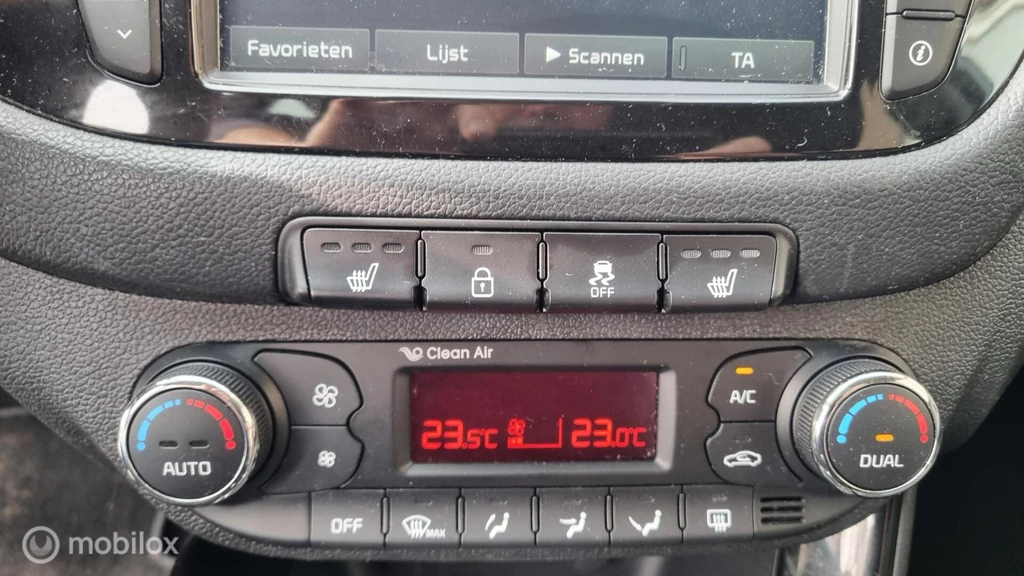 Favorieten Lijst Scannen TA
OFF
Clean Air
A/C
23.5°C 23.0°C
AUTO DUAL
OFF MAX
mobilox